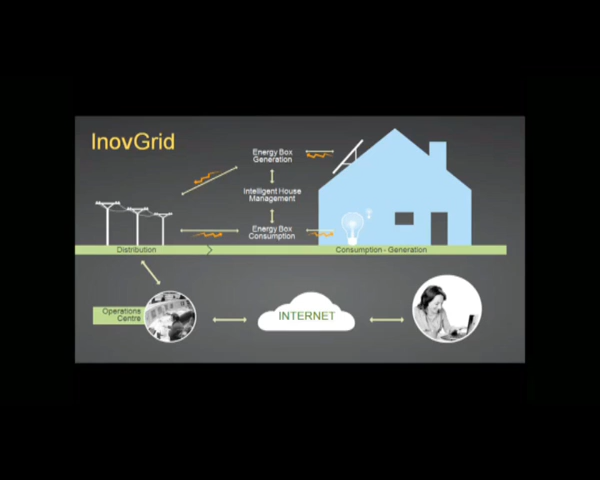 InovGrid
Energy Box
Generation
Intelligent House
Management
Energy Box
Consumption
Distribution
Consumption - Generation
Operations
Centre
INTERNET